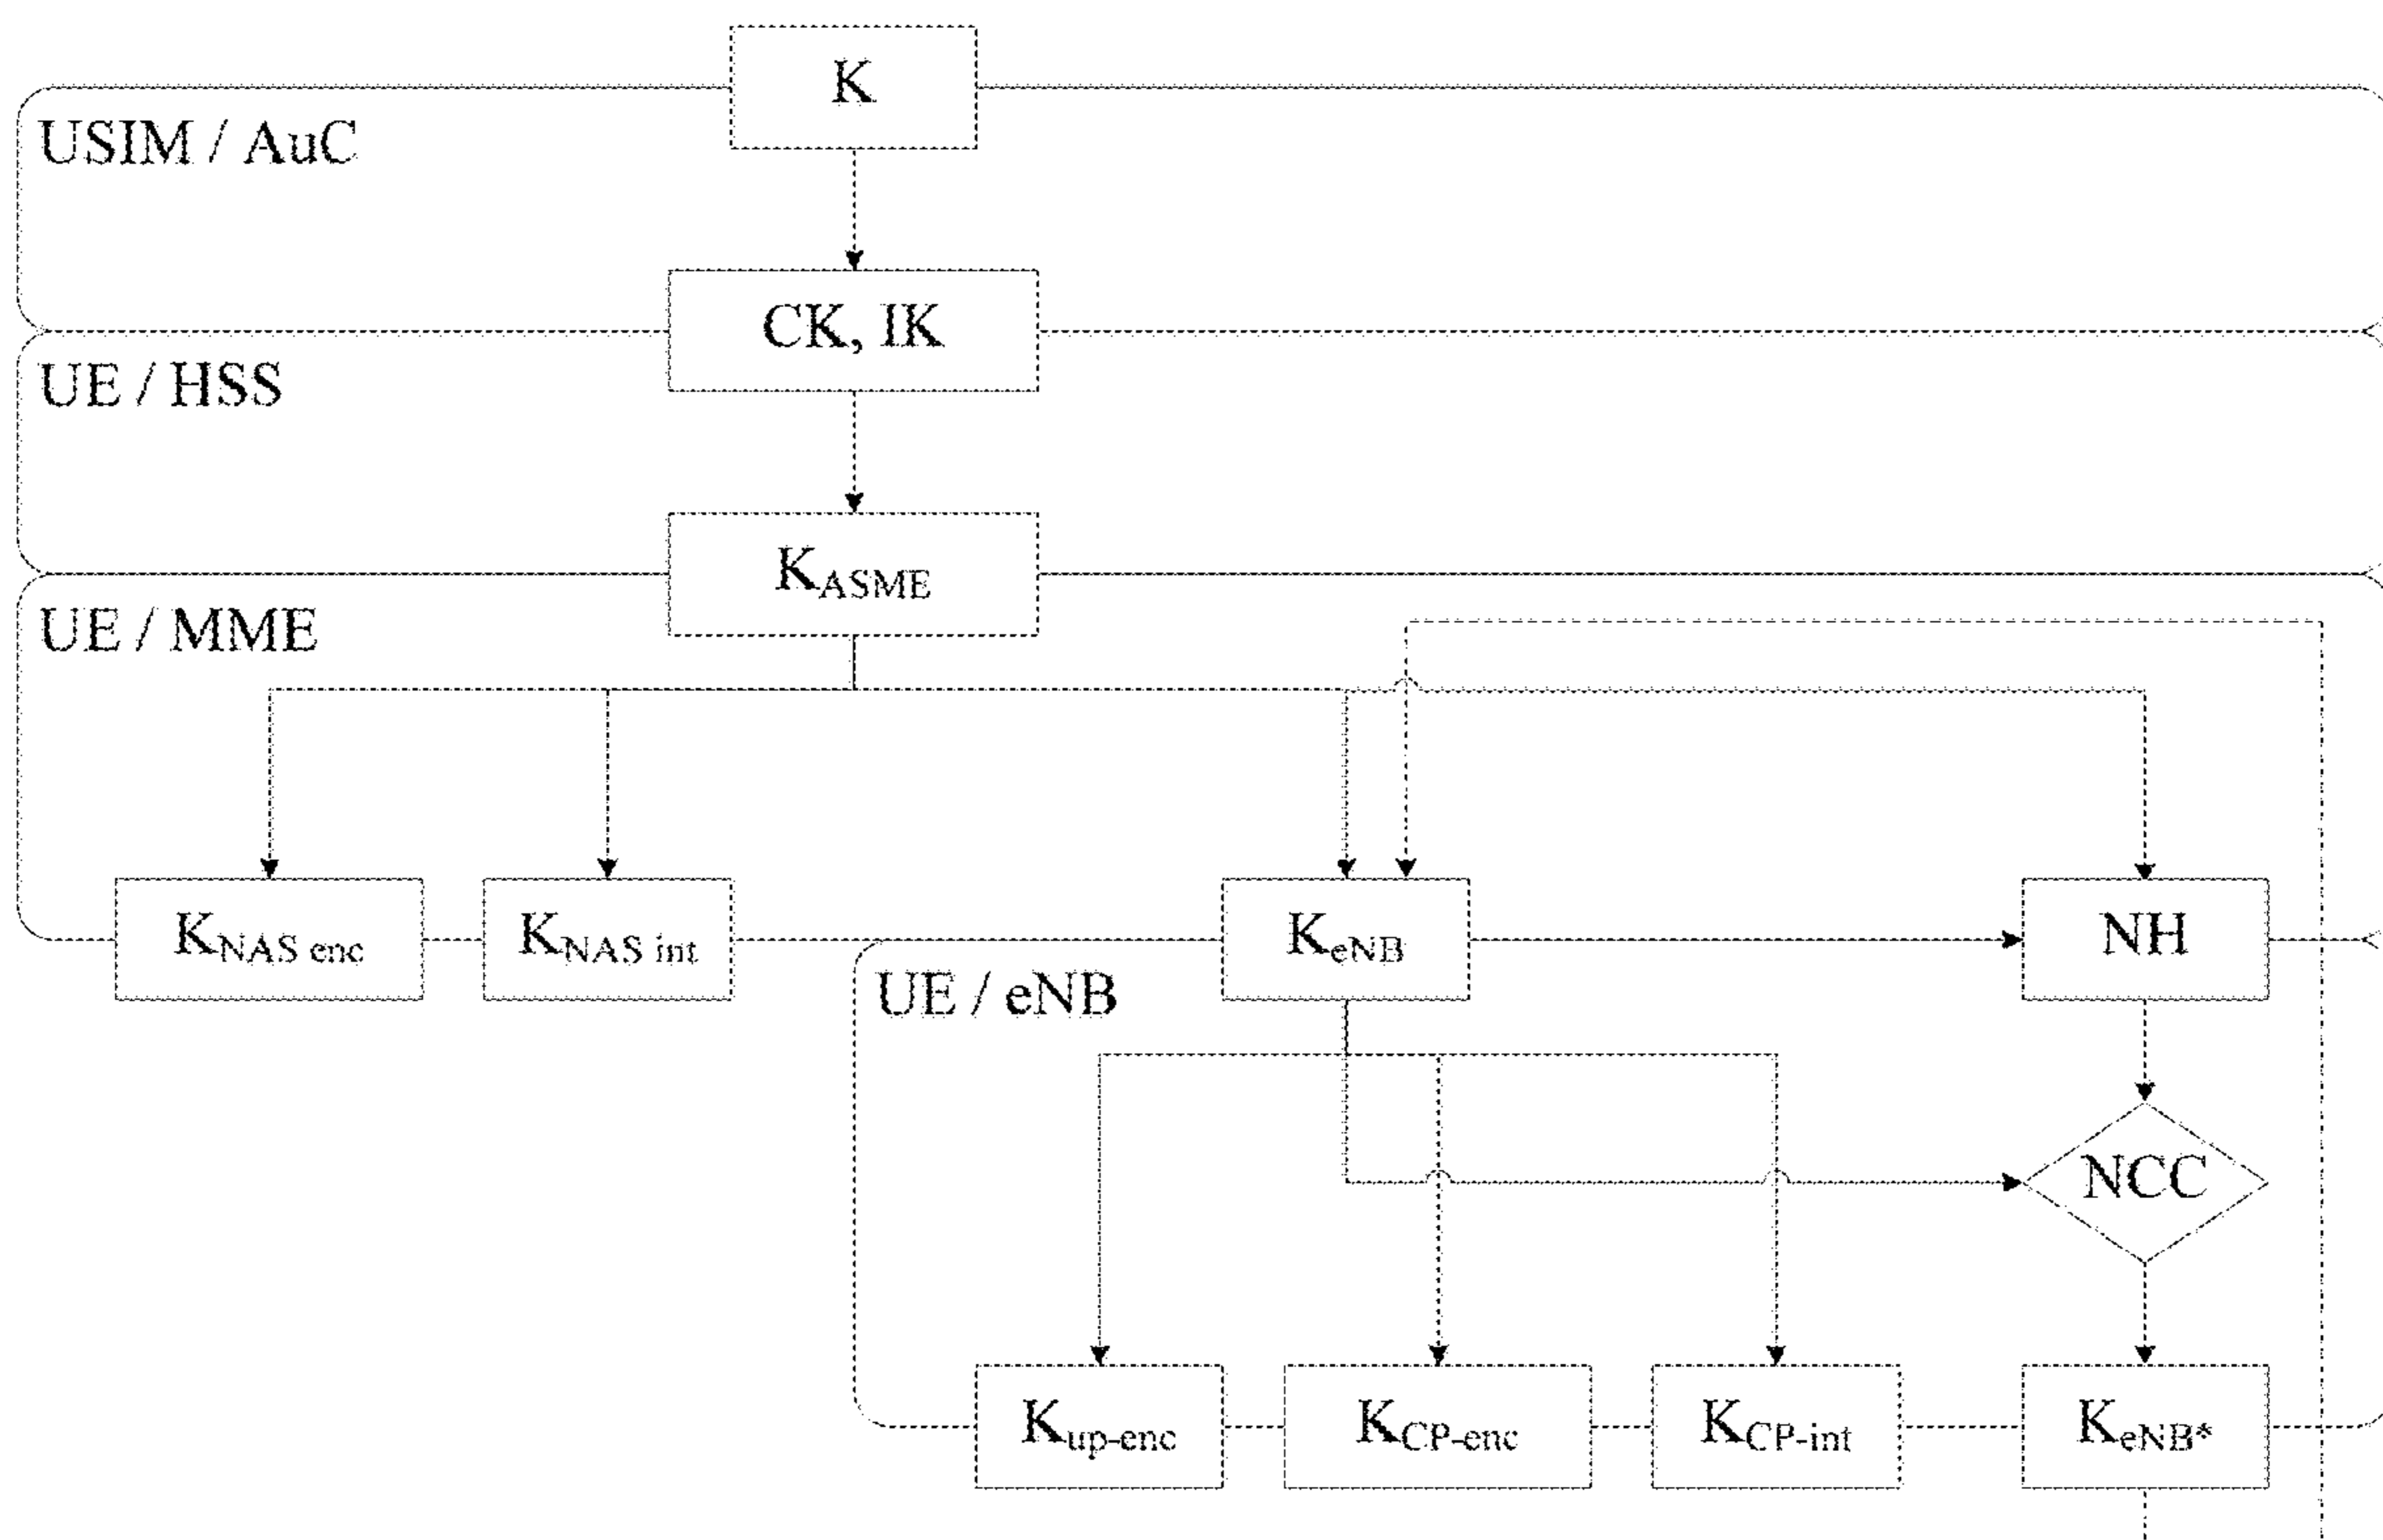 K
USIM / AuC
CK, IK
UE / HSS
KASME
UE / MME
KNAS enc
KNAS int
KeNB
NH
UE / eNB
NCC
Kup-enc
KCP-enc
KCP-int
KeNB*